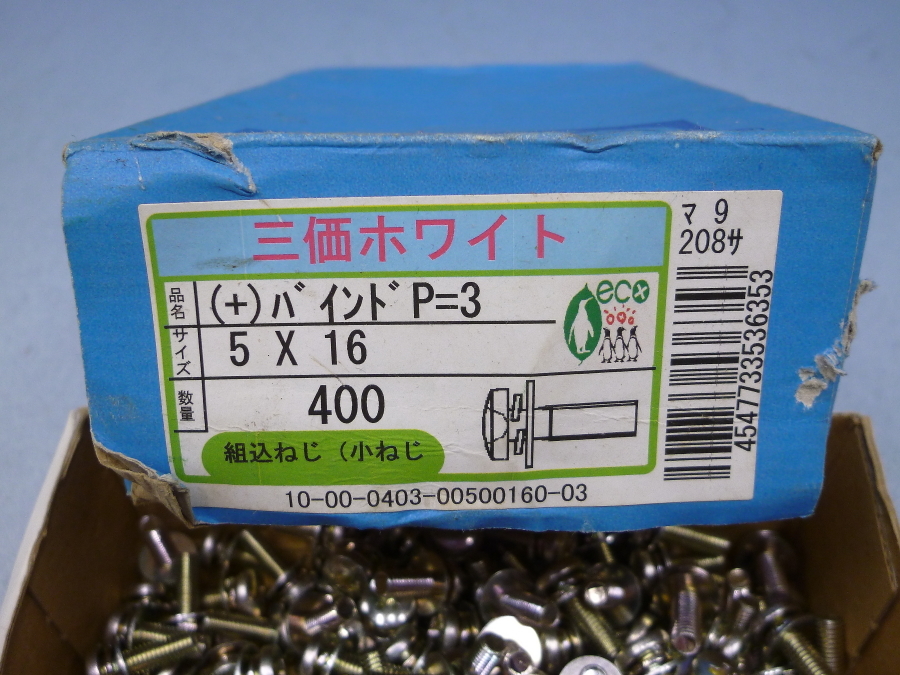 三価ホワイト
マ 9
208サ
品名 (+)バインドP=3
eco
サイズ 5 X 16
数量 400
組込ねじ (小ねじ
10-00-0403-00500160-03
4547733536353